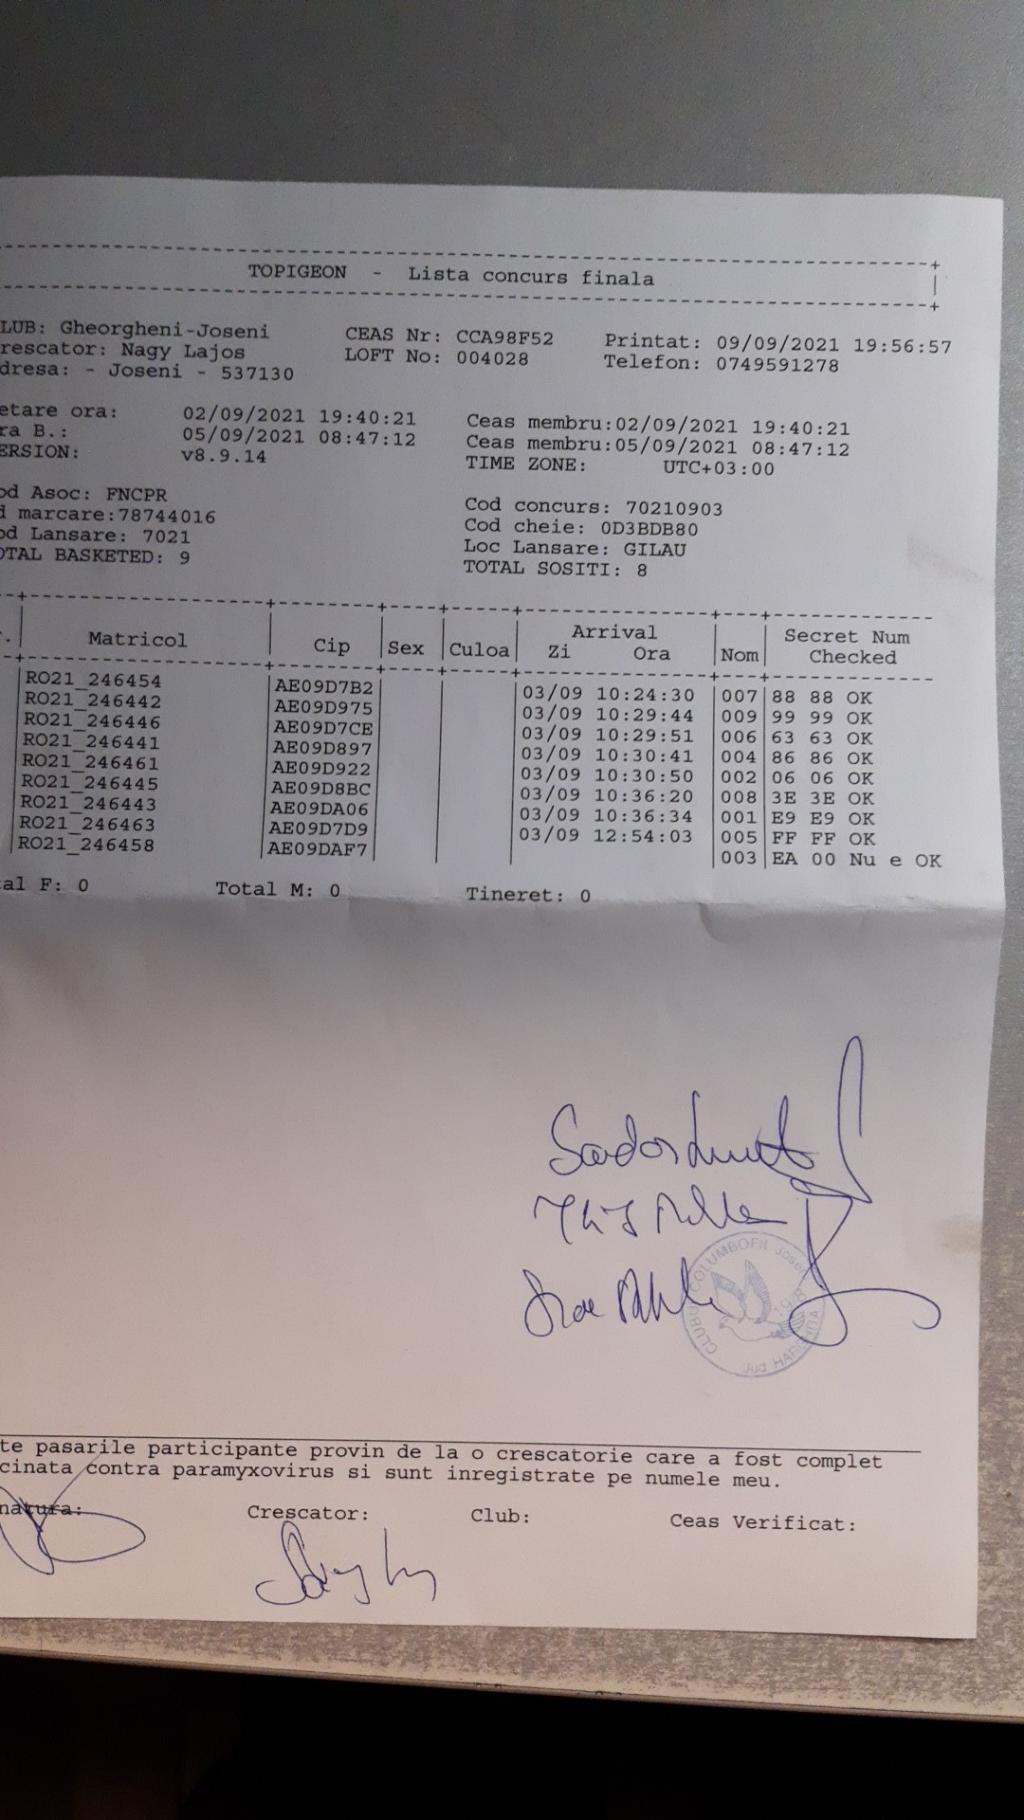 TOPIGEON - Lista concurs finala
LUB: Gheorgheni-Joseni CEAS Nr: CCA98F52 Printat: 09/09/2021 19:56:57
rescator: Nagy Lajos LOFT No: 004028 Telefon: 0749591278
dresa: - Joseni - 537130
etare ora: 02/09/2021 19:40:21 Ceas membru:02/09/2021 19:40:21
ra B.: 05/09/2021 08:47:12 Ceas membru:05/09/2021 08:47:12
ERSION: v8.9.14 TIME ZONE: UTC+03:00
od Asoc: FNCPR Cod concurs: 70210903
d marcare:78744016 Cod cheie: 0D3BDB80
od Lansare: 7021 Loc Lansare: GILAU
OTAL BASKETED: 9 TOTAL SOSITI: 8
Matricol Cip Sex Culoa Arrival Zi Ora Nom Secret Num Checked
RO21_246454 AE09D7B2 03/09 10:24:30 007 88 88 OK
RO21_246442 AE09D975 03/09 10:29:44 009 99 99 OK
RO21_246446 AE09D7CE 03/09 10:29:51 006 63 63 OK
RO21_246441 AE09D897 03/09 10:30:41 004 86 86 OK
RO21_246461 AE09D922 03/09 10:30:50 002 06 06 OK
RO21_246445 AE09D8BC 03/09 10:36:20 008 3E 3E OK
RO21_246443 AE09DA06 03/09 10:36:34 001 E9 E9 OK
RO21_246463 AE09D7D9 03/09 12:54:03 005 FF FF OK
RO21_246458 AE09DAF7 003 EA 00 Nu e OK
al F: 0 Total M: 0 Tineret: 0
COLUMBOFIL
Jud HARGHITA
te pasarile participante provin de la o crescatorie care a fost complet
cinata contra paramyxovirus si sunt inregistrate pe numele meu.
natura: Crescator: Club: Ceas Verificat: